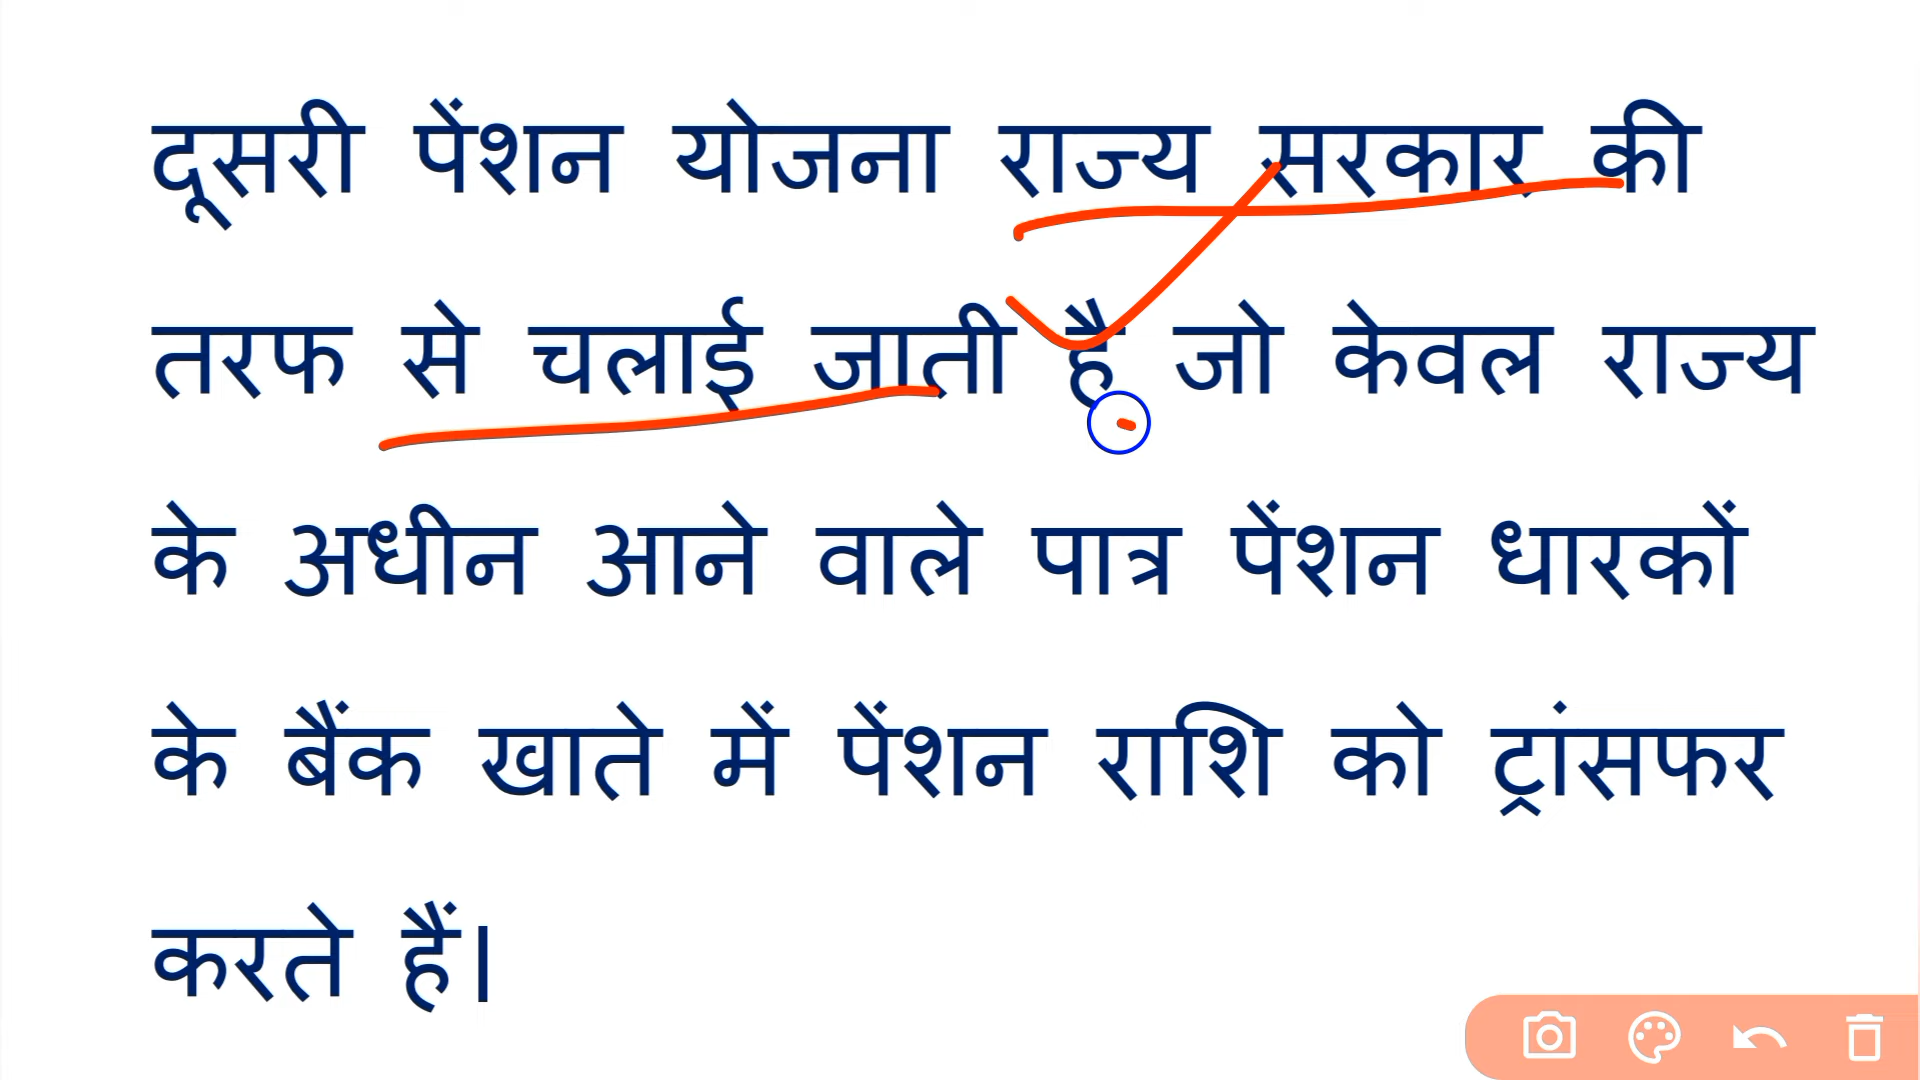 दूसरी पेंशन योजना राज्य सरकार की
तरफ से चलाई जाती है जो केवल राज्य
के अधीन आने वाले पात्र पेंशन धारकों
के बैंक खाते में पेंशन राशि को ट्रांसफर
करते हैं।